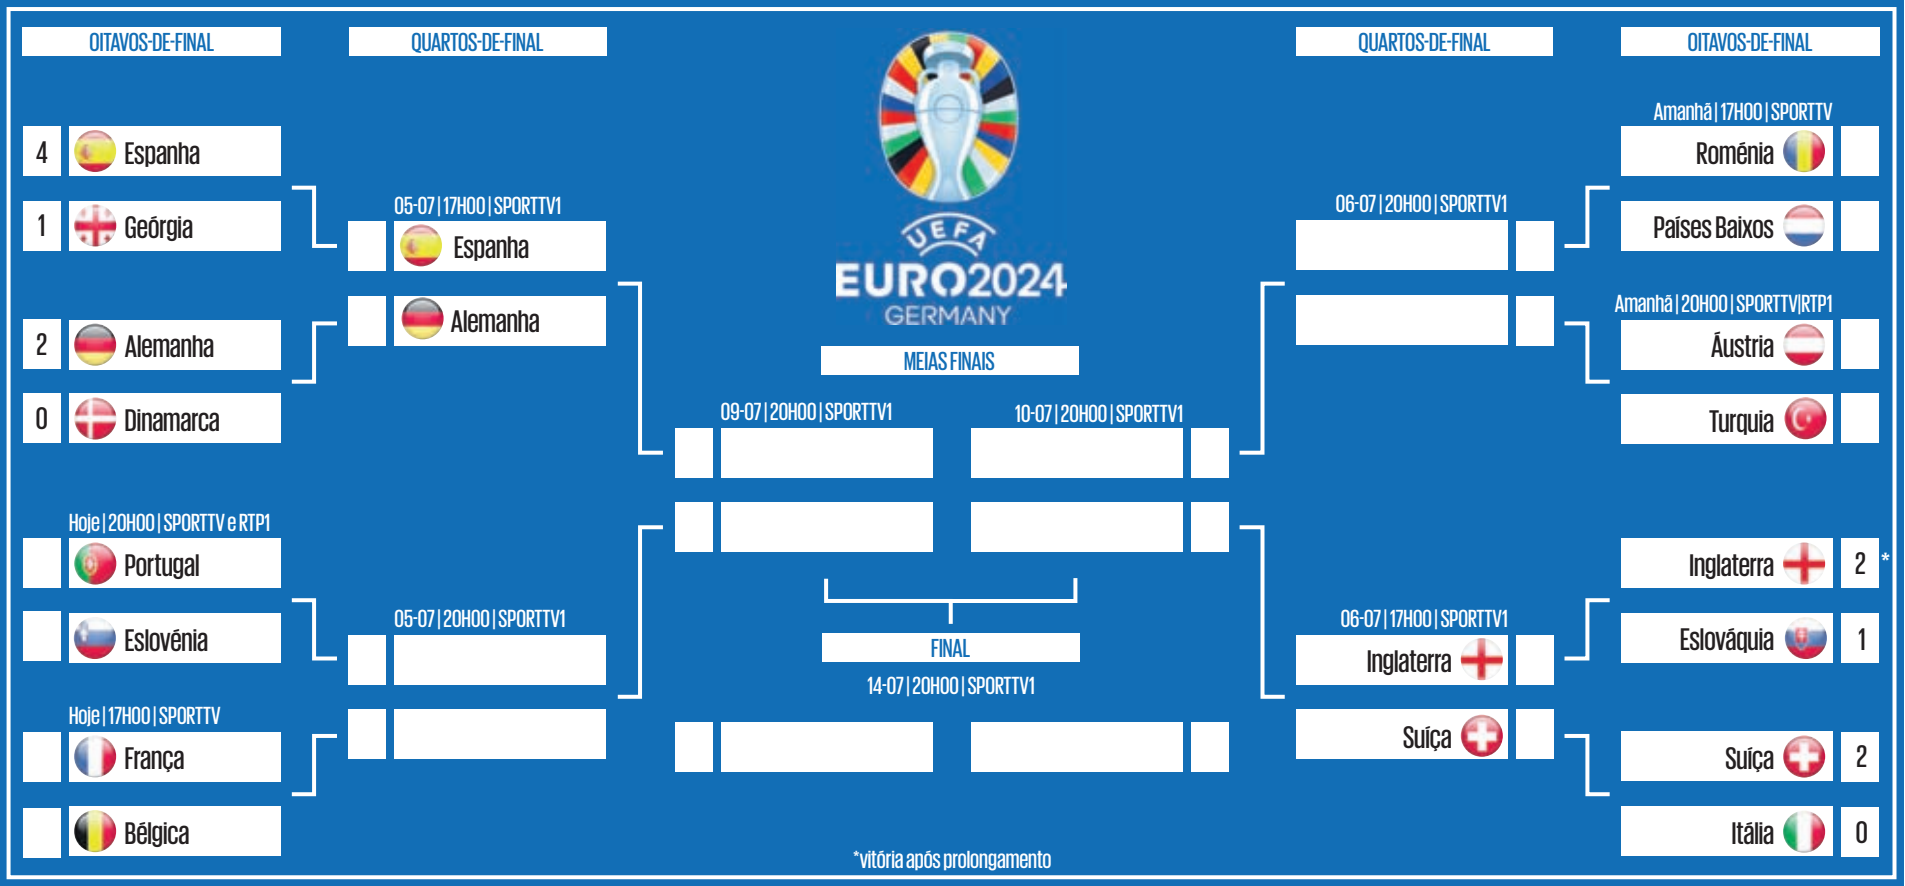 OITAVOS-DE-FINAL
4 Espanha
1 Geórgia
2 Alemanha
0 Dinamarca
Hoje | 20H00 | SPORTTV e RTP1
Portugal
Eslovénia
Hoje | 17H00 | SPORTTV
França
Bélgica
QUARTOS-DE-FINAL
05-07 | 17H00 | SPORTTV1
Espanha
Alemanha
05-07 | 20H00 | SPORTTV1
UEFA
EURO2024
GERMANY
MEIAS FINAIS
09-07 | 20H00 | SPORTTV1
10-07 | 20H00 | SPORTTV1
FINAL
14-07 | 20H00 | SPORTTV1
*vitória após prolongamento
QUARTOS-DE-FINAL
06-07 | 20H00 | SPORTTV1
06-07 | 17H00 | SPORTTV1
Inglaterra
Suíça
OITAVOS-DE-FINAL
Amanhã | 17H00 | SPORTTV
Roménia
Países Baixos
Amanhã | 20H00 | SPORTTV|RTP1
Áustria
Turquia
Inglaterra 2 *
Eslováquia 1
Suíça 2
Itália 0